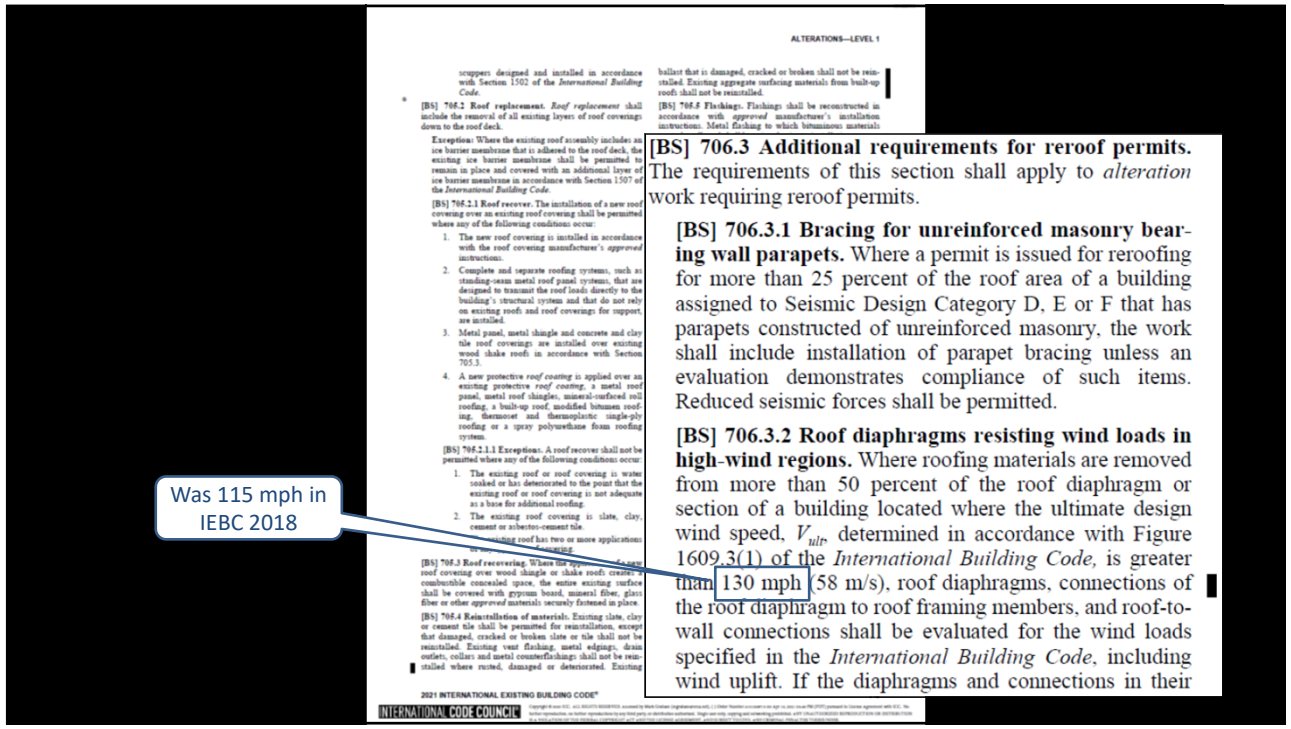 ALTERATIONS—LEVEL 1
scuppers designed and installed in accordance
with Section 1502 of the International Building
Code.
[BS] 705.2 Roof replacement. Roof replacement shall
include the removal of all existing layers of roof coverings
down to the roof deck.
Exception: Where the existing roof assembly includes an
ice barrier membrane that is adhered to the roof deck, the
existing ice barrier membrane shall be permitted to
remain in place and covered with an additional layer of
ice barrier membrane in accordance with Section 1507 of
the International Building Code.
[BS] 705.2.1 Roof recover. The installation of a new roof
covering over an existing roof covering shall be permitted
where any of the following conditions occur:
1. The new roof covering is installed in accordance
with the roof covering manufacturer's approved
instructions.
2. Complete and separate roofing systems, such as
standing-seam metal roof panel systems, that are
designed to transmit the roof loads directly to the
building's structural system and that do not rely
on existing roofs and roof coverings for support,
are installed.
3. Metal panel, metal shingle and concrete and clay
tile roof coverings are installed over existing
wood shake roofs in accordance with Section
705.3.
4. A new protective roof coating is applied over an
existing protective roof coating, a metal roof
panel, metal roof shingles, mineral-surfaced roll
roofing, a built-up roof, modified bitumen roof-
ing, thermoset and thermoplastic single-ply
roofing or a spray polyurethane foam roofing
system.
[BS] 705.2.1.1 Exceptions. A roof recover shall not be
permitted where any of the following conditions occur:
1. The existing roof or roof covering is water
soaked or has deteriorated to the point that the
existing roof or roof covering is not adequate
as a base for additional roofing.
2. The existing roof covering is slate, clay,
cement or asbestos-cement tile.
existing roof has two or more applications
covering.
[BS] 705.3 Roof recovering. Where the application of a new
roof covering over wood shingle or shake roofs creates a
combustible concealed space, the entire existing surface
shall be covered with gypsum board, mineral fiber, glass
fiber or other approved materials securely fastened in place.
[BS] 705.4 Reinstallation of materials. Existing slate, clay
or cement tile shall be permitted for reinstallation, except
that damaged, cracked or broken slate or tile shall not be
reinstalled. Existing vent flashing, metal edgings, drain
outlets, collars and metal counterflashings shall not be rein-
stalled where rusted, damaged or deteriorated. Existing
ballast that is damaged, cracked or broken shall not be rein-
stalled. Existing aggregate surfacing materials from built-up
roofs shall not be reinstalled.
[BS] 705.5 Flashings. Flashings shall be reconstructed in
accordance with approved manufacturer's installation
instructions. Metal flashing to which bituminous materials
[BS] 706.3 Additional requirements for reroof permits.
The requirements of this section shall apply to alteration
work requiring reroof permits.
[BS] 706.3.1 Bracing for unreinforced masonry bear-
ing wall parapets. Where a permit is issued for reroofing
for more than 25 percent of the roof area of a building
assigned to Seismic Design Category D, E or F that has
parapets constructed of unreinforced masonry, the work
shall include installation of parapet bracing unless an
evaluation demonstrates compliance of such items.
Reduced seismic forces shall be permitted.
[BS] 706.3.2 Roof diaphragms resisting wind loads in
high-wind regions. Where roofing materials are removed
from more than 50 percent of the roof diaphragm or
section of a building located where the ultimate design
wind speed, Vult, determined in accordance with Figure
1609.3(1) of the International Building Code, is greater
than 130 mph (58 m/s), roof diaphragms, connections of
the roof diaphragm to roof framing members, and roof-to-
wall connections shall be evaluated for the wind loads
specified in the International Building Code, including
wind uplift. If the diaphragms and connections in their
Was 115 mph in
IEBC 2018
2021 INTERNATIONAL EXISTING BUILDING CODE®
INTERNATIONAL CODE COUNCIL